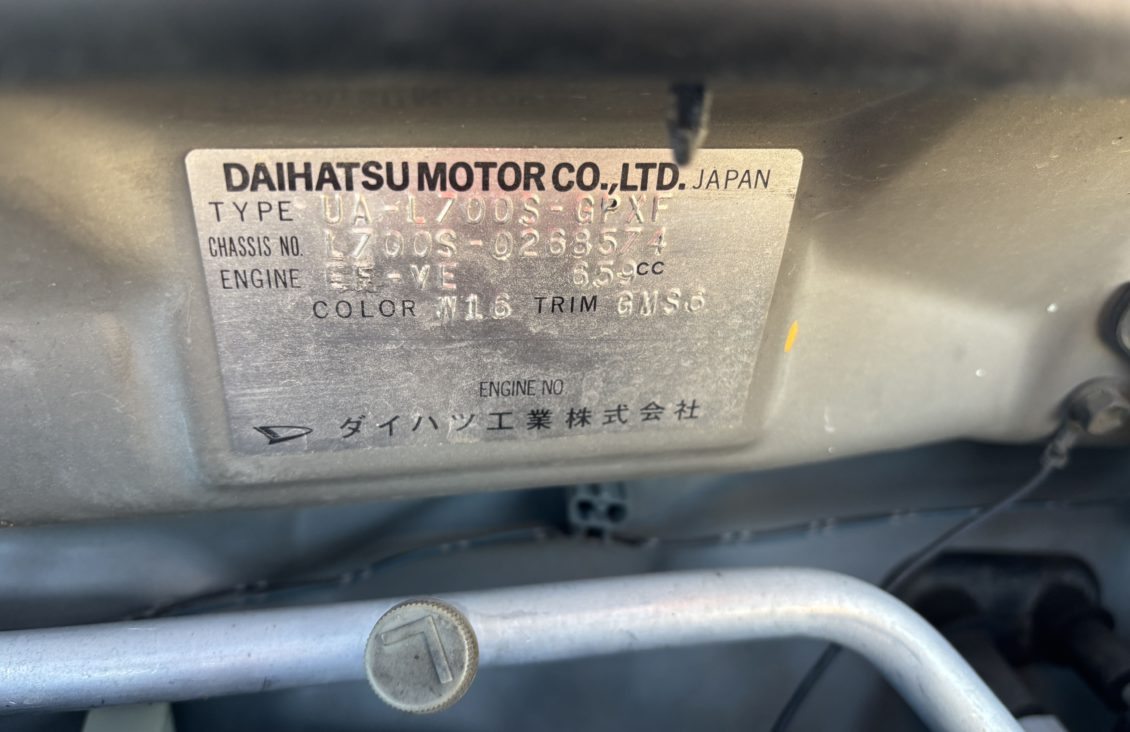 DAIHATSU MOTOR CO.,LTD. JAPAN
TYPE UA-L700S-GPXF
CHASSIS NO. L700S-0268574
ENGINE EF-VE 659CC
COLOR W16 TRIM GMS6
ENGINE NO
ダイハツ工業株式会社
L